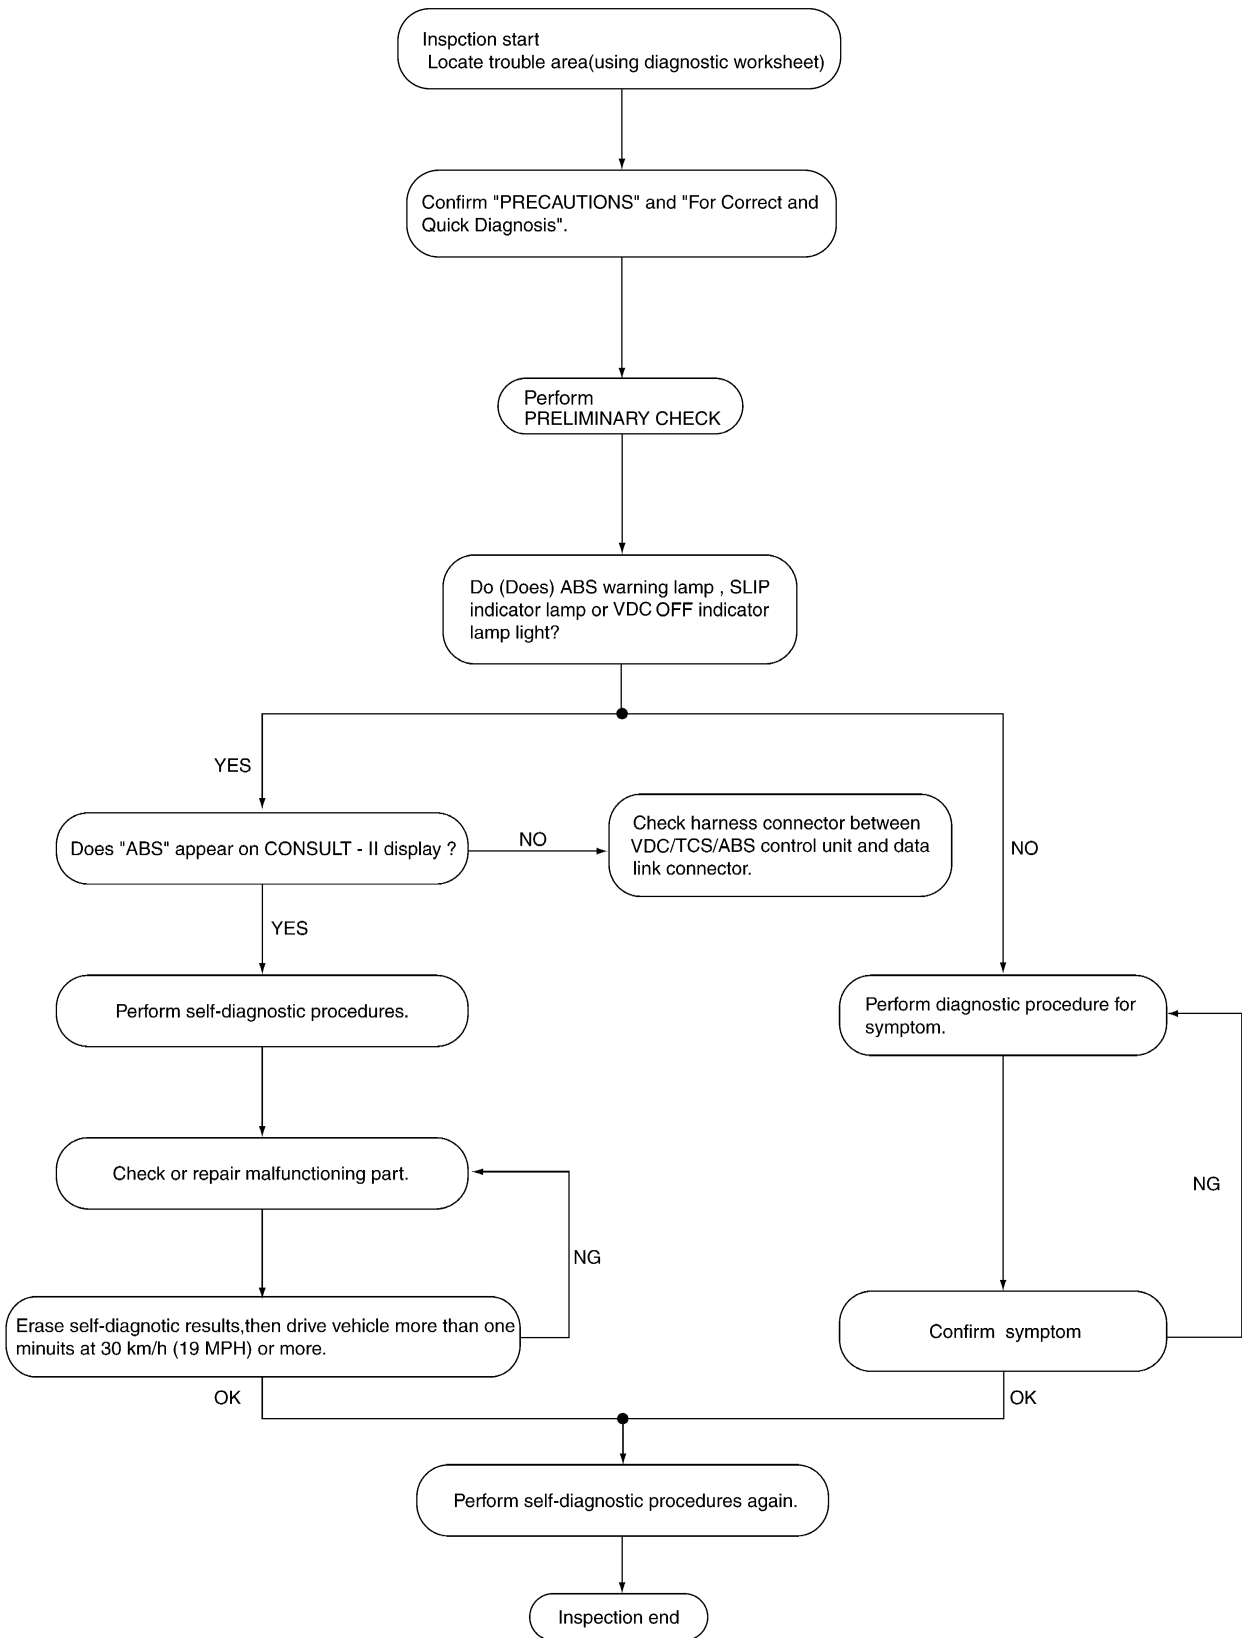 Inspction start
Locate trouble area(using diagnostic worksheet)
Confirm "PRECAUTIONS" and "For Correct and
Quick Diagnosis".
Perform
PRELIMINARY CHECK
Do (Does) ABS warning lamp , SLIP
indicator lamp or VDC OFF indicator
lamp light?
YES
Does "ABS" appear on CONSULT - II display ?
NO
Check harness connector between
VDC/TCS/ABS control unit and data
link connector.
NO
YES
Perform self-diagnostic procedures.
Perform diagnostic procedure for
symptom.
Check or repair malfunctioning part.
NG
NG
Erase self-diagnotic results,then drive vehicle more than one
minuits at 30 km/h (19 MPH) or more.
Confirm symptom
OK
OK
Perform self-diagnostic procedures again.
Inspection end